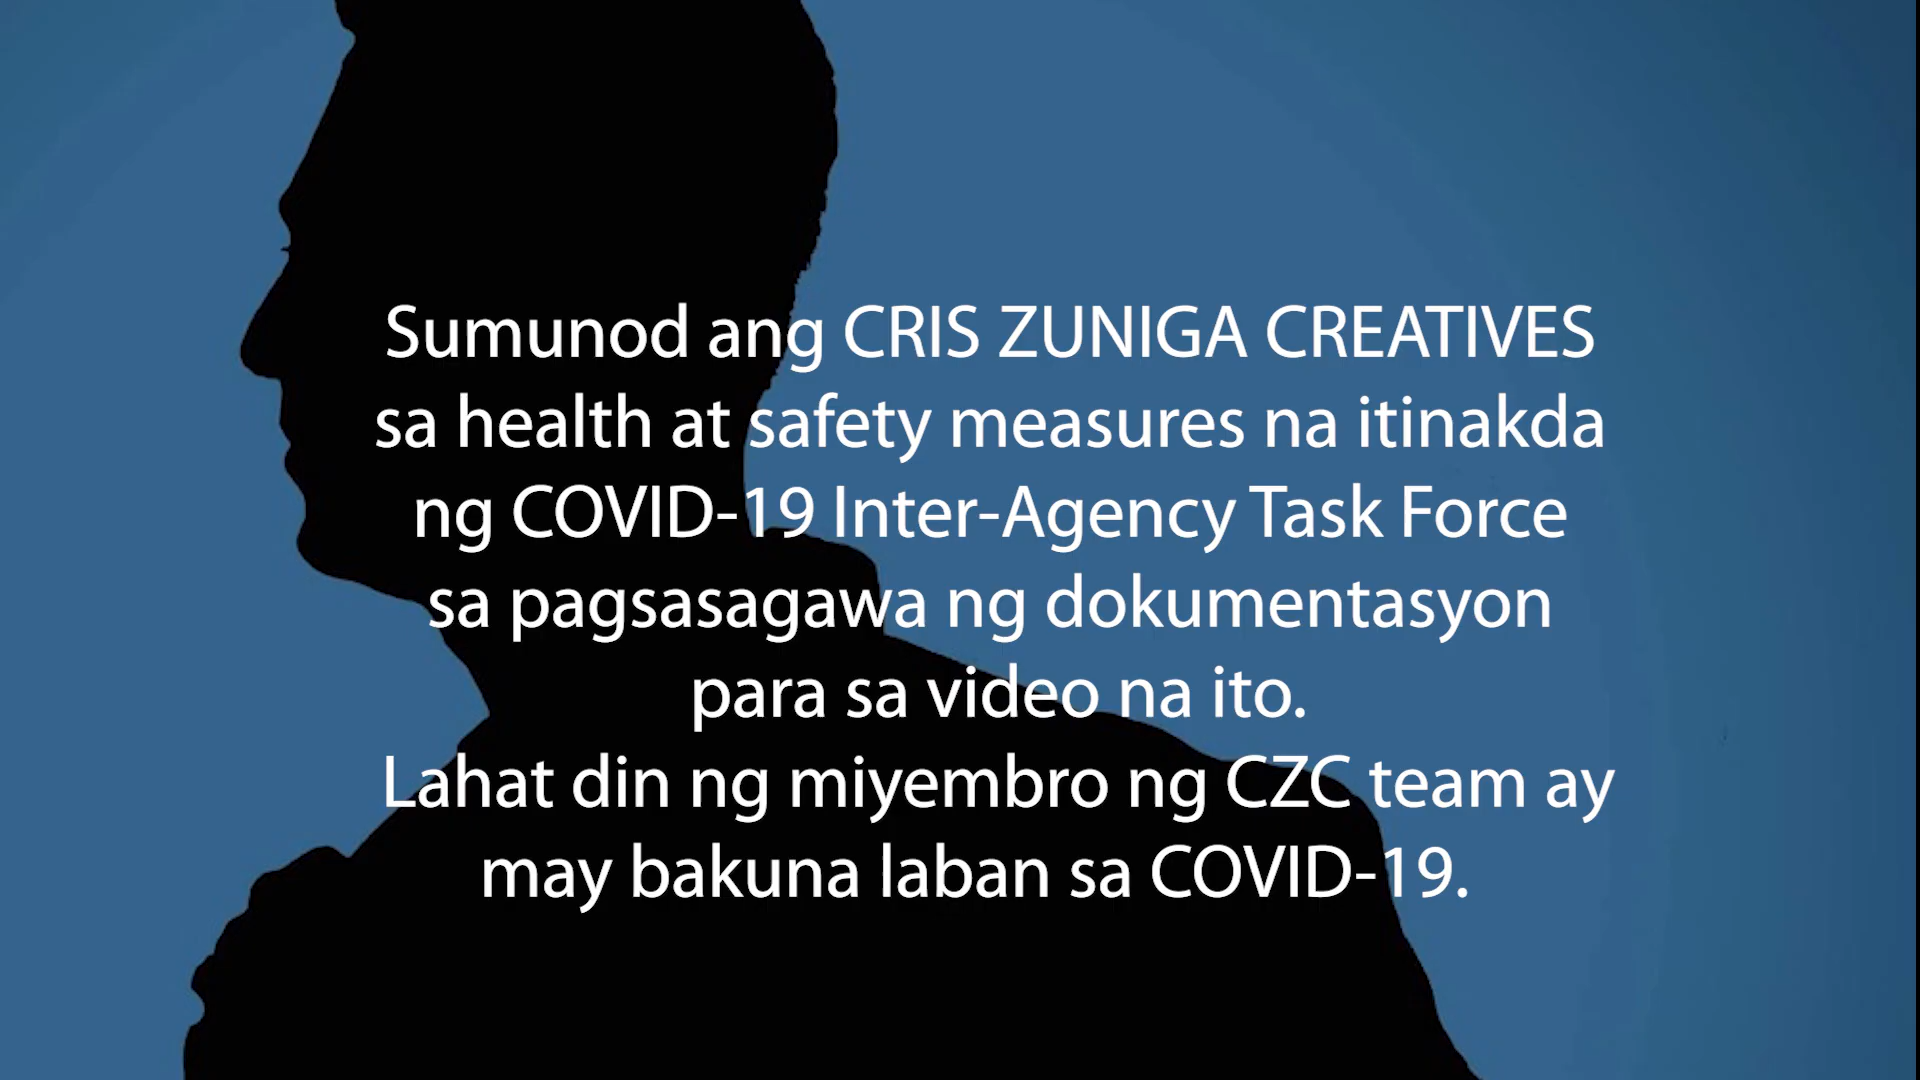 Sumunod ang CRIS ZUNIGA CREATIVES
sa health at safety measures na itinakda
ng COVID-19 Inter-Agency Task Force
sa pagsasagawa ng dokumentasyon
para sa video na ito.
Lahat din ng miyembro ng CZC team ay
may bakuna laban sa COVID-19.